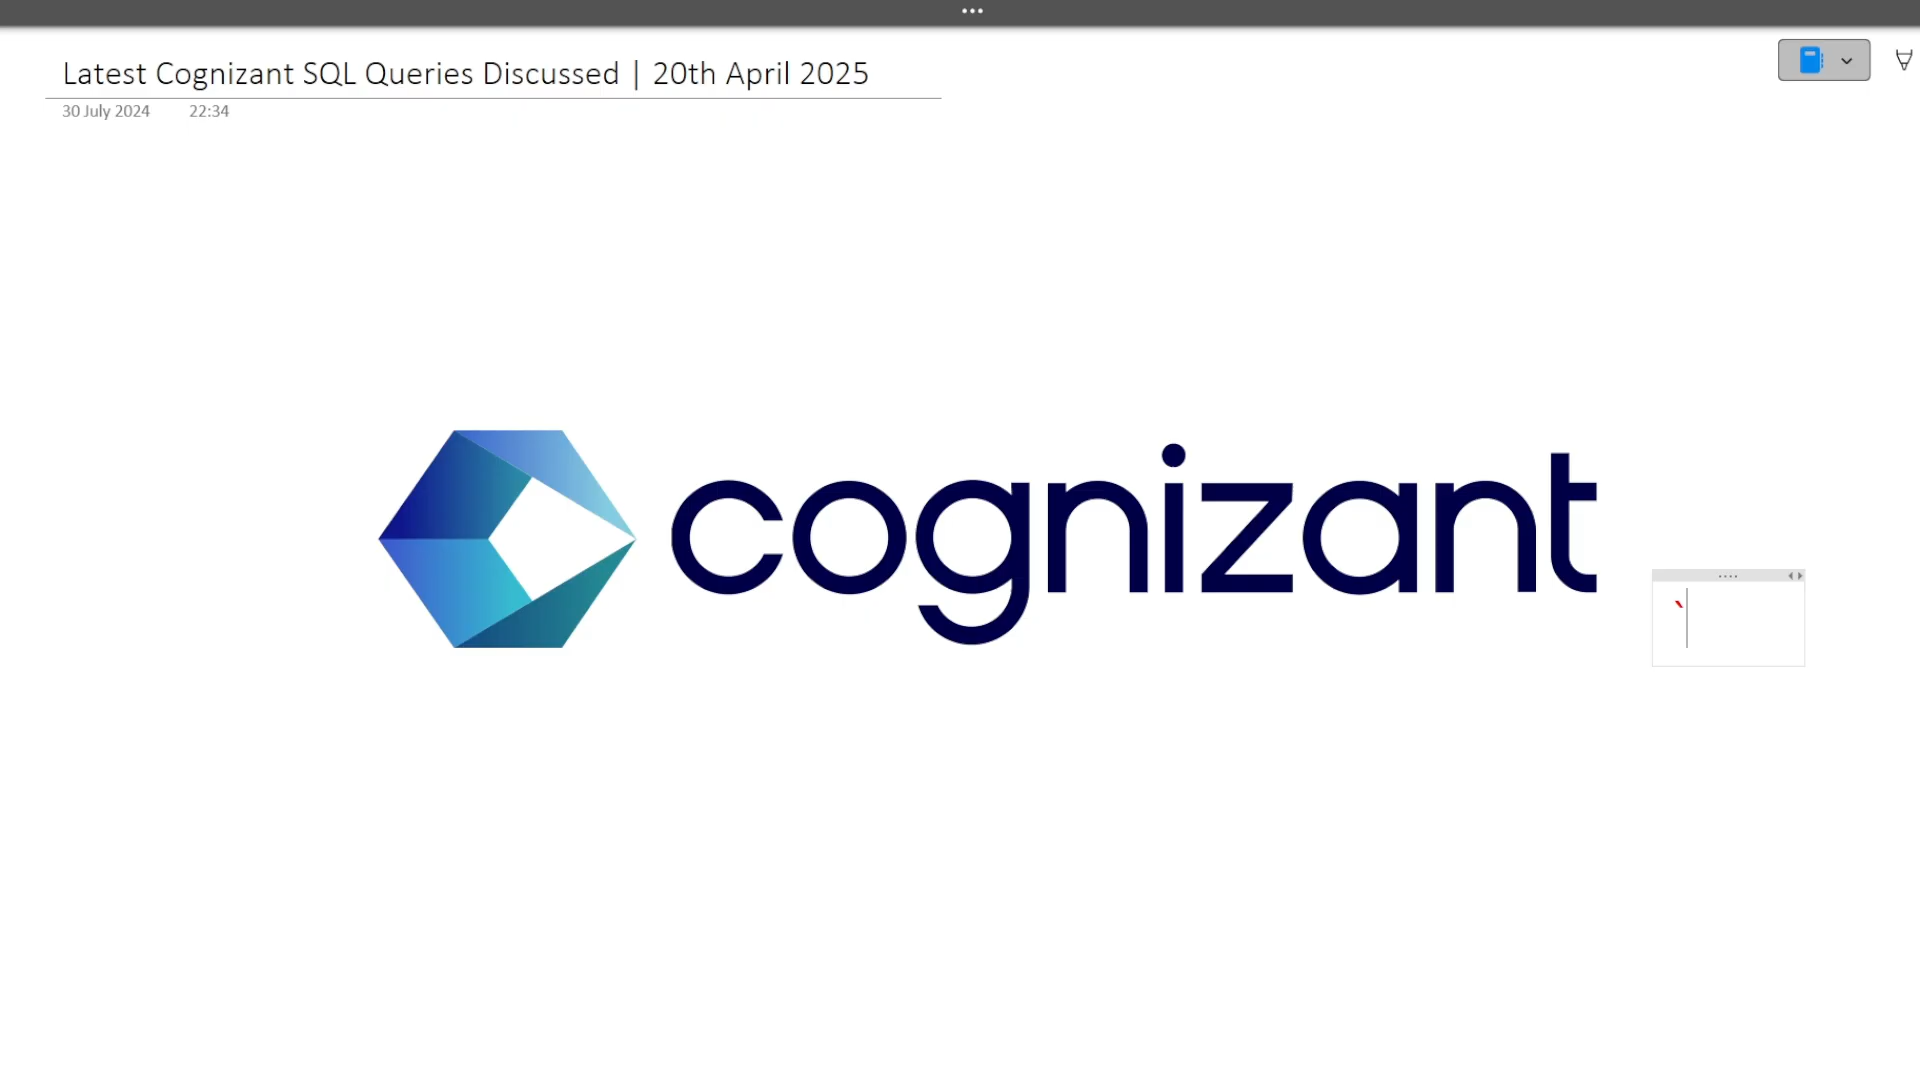 Latest Cognizant SQL Queries Discussed | 20th April 2025
30 July 2024 22:34
cognizant
`